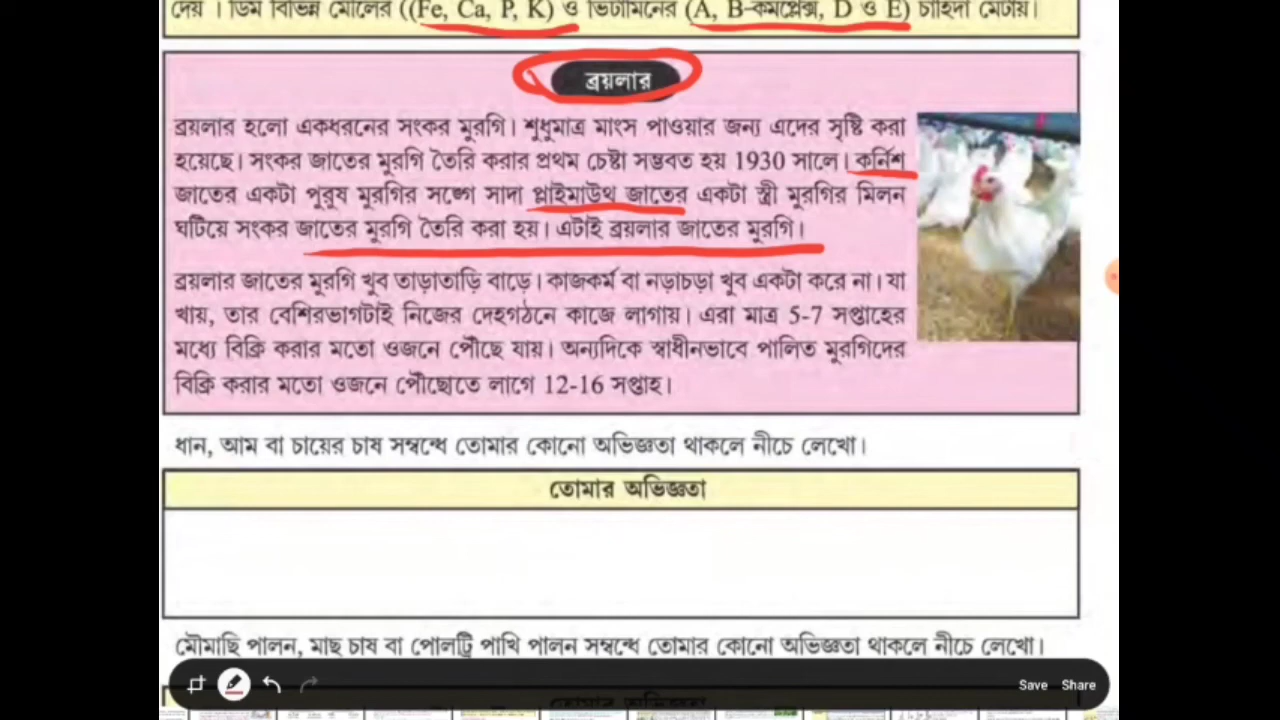 দেয় । ডিম বিভিন্ন মৌলের ((Fe, Ca, P, K) ও ভিটামিনের (A, B-কমপ্লেক্স, D ও E) চাহিদা মেটায়।
ব্রয়লার
ব্রয়লার হলো একধরনের সংকর মুরগি। শুধুমাত্র মাংস পাওয়ার জন্য এদের সৃষ্টি করা
হয়েছে। সংকর জাতের মুরগি তৈরি করার প্রথম চেষ্টা সম্ভবত হয় 1930 সালে। কর্নিশ
জাতের একটা পুরুষ মুরগির সঙ্গে সাদা প্লাইমাউথ জাতের একটা স্ত্রী মুরগির মিলন
ঘটিয়ে সংকর জাতের মুরগি তৈরি করা হয়। এটাই ব্রয়লার জাতের মুরগি।
ব্রয়লার জাতের মুরগি খুব তাড়াতাড়ি বাড়ে। কাজকর্ম বা নড়াচড়া খুব একটা করে না। যা
খায়, তার বেশিরভাগটাই নিজের দেহগঠনে কাজে লাগায়। এরা মাত্র 5-7 সপ্তাহের
মধ্যে বিক্রি করার মতো ওজনে পৌঁছে যায়। অন্যদিকে স্বাধীনভাবে পালিত মুরগিদের
বিক্রি করার মতো ওজনে পৌঁছোতে লাগে 12-16 সপ্তাহ।
ধান, আম বা চায়ের চাষ সম্বন্ধে তোমার কোনো অভিজ্ঞতা থাকলে নীচে লেখো।
তোমার অভিজ্ঞতা
মৌমাছি পালন, মাছ চাষ বা পোলট্রি পাখি পালন সম্বন্ধে তোমার কোনো অভিজ্ঞতা থাকলে নীচে লেখো।
Save Share
তোমার অভিজ্ঞতা